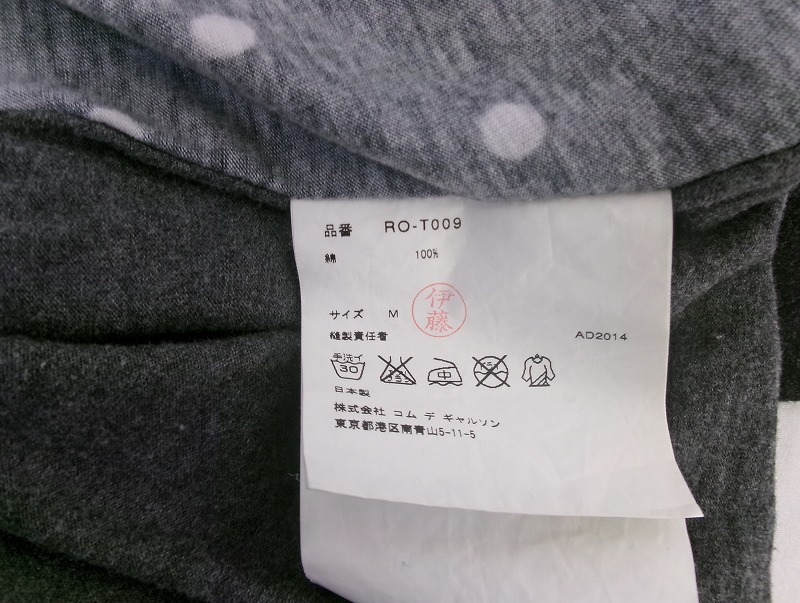 品番 RO-T009
綿 100%
サイズ M
伊藤
縫製責任者 AD2014
手洗イ
30
中
日本製
株式会社 コム デ ギャルソン
東京都港区南青山5-11-5